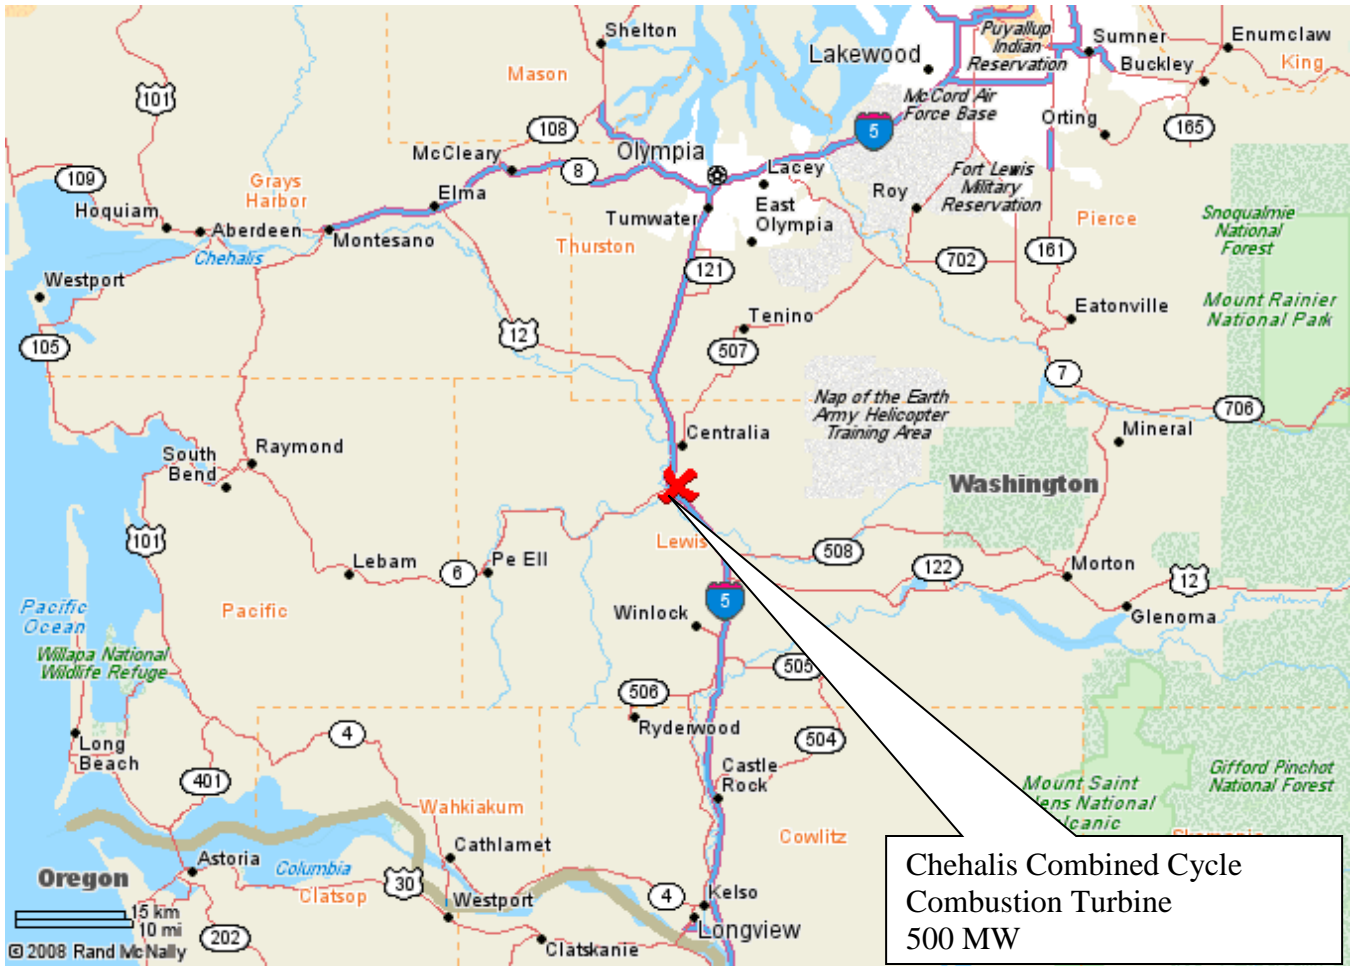 Shelton
Mason
101
108
McCleary
8
Olympia
Lakewood
Puyallup
Indian
Reservation
Sumner
Enumclaw
King
Buckley
McCord Air
Force Base
5
Orting
165
109
Grays
Harbor
Elma
Hoquiam
Aberdeen
Montesano
Chehalis
Lacey
Tumwater
East
Olympia
Roy
Fort Lewis
Military
Reservation
Pierce
Snoqualmie
National
Forest
Thurston
121
702
161
Westport
105
12
Tenino
507
Eatonville
Mount Rainier
National Park
7
706
Nap of the Earth
Army Helicopter
Training Area
Centralia
Mineral
Washington
Raymond
South
Bend
101
Lebam
6
Pe Ell
Lewis
508
122
Morton
12
Glenoma
Pacific
Ocean
Pacific
Willapa National
Wildlife Refuge
Winlock
5
505
506
Ryderwood
504
Long
Beach
4
401
Castle
Rock
Wahkiakum
Cowlitz
Mount Saint
lens National
olcanic
Gifford Pinchot
National Forest
Skamania
Cathlamet
Astoria
Columbia
Oregon
Clatsop
30
Westport
4
Kelso
Longview
Clatskanie
202
15 km
10 mi
© 2008 Rand McNally
Chehalis Combined Cycle
Combustion Turbine
500 MW